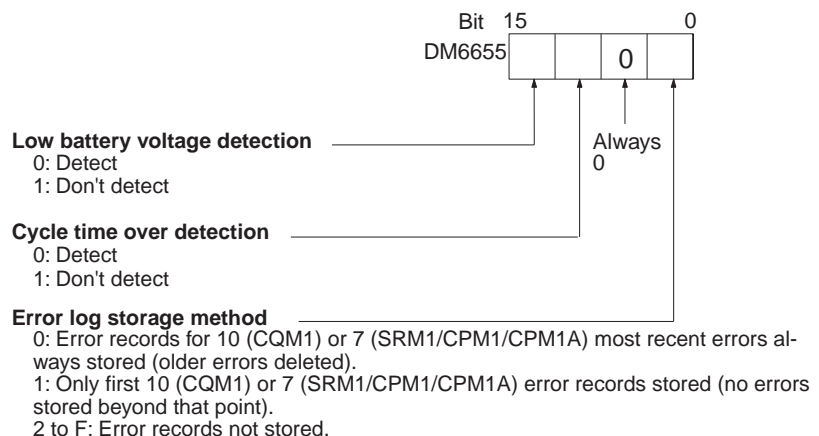 Bit 15 0
DM6655 0
Low battery voltage detection
0: Detect
1: Don't detect
Always
0
Cycle time over detection
0: Detect
1: Don't detect
Error log storage method
0: Error records for 10 (CQM1) or 7 (SRM1/CPM1/CPM1A) most recent errors al-
ways stored (older errors deleted).
1: Only first 10 (CQM1) or 7 (SRM1/CPM1/CPM1A) error records stored (no errors
stored beyond that point).
2 to F: Error records not stored.